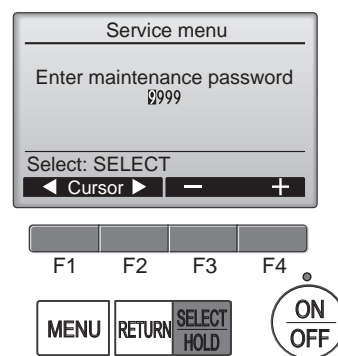 Service menu
Enter maintenance password
9999
Select: SELECT
◀ Cursor ▶ − +
F1 F2 F3 F4
MENU RETURN SELECT HOLD ON OFF